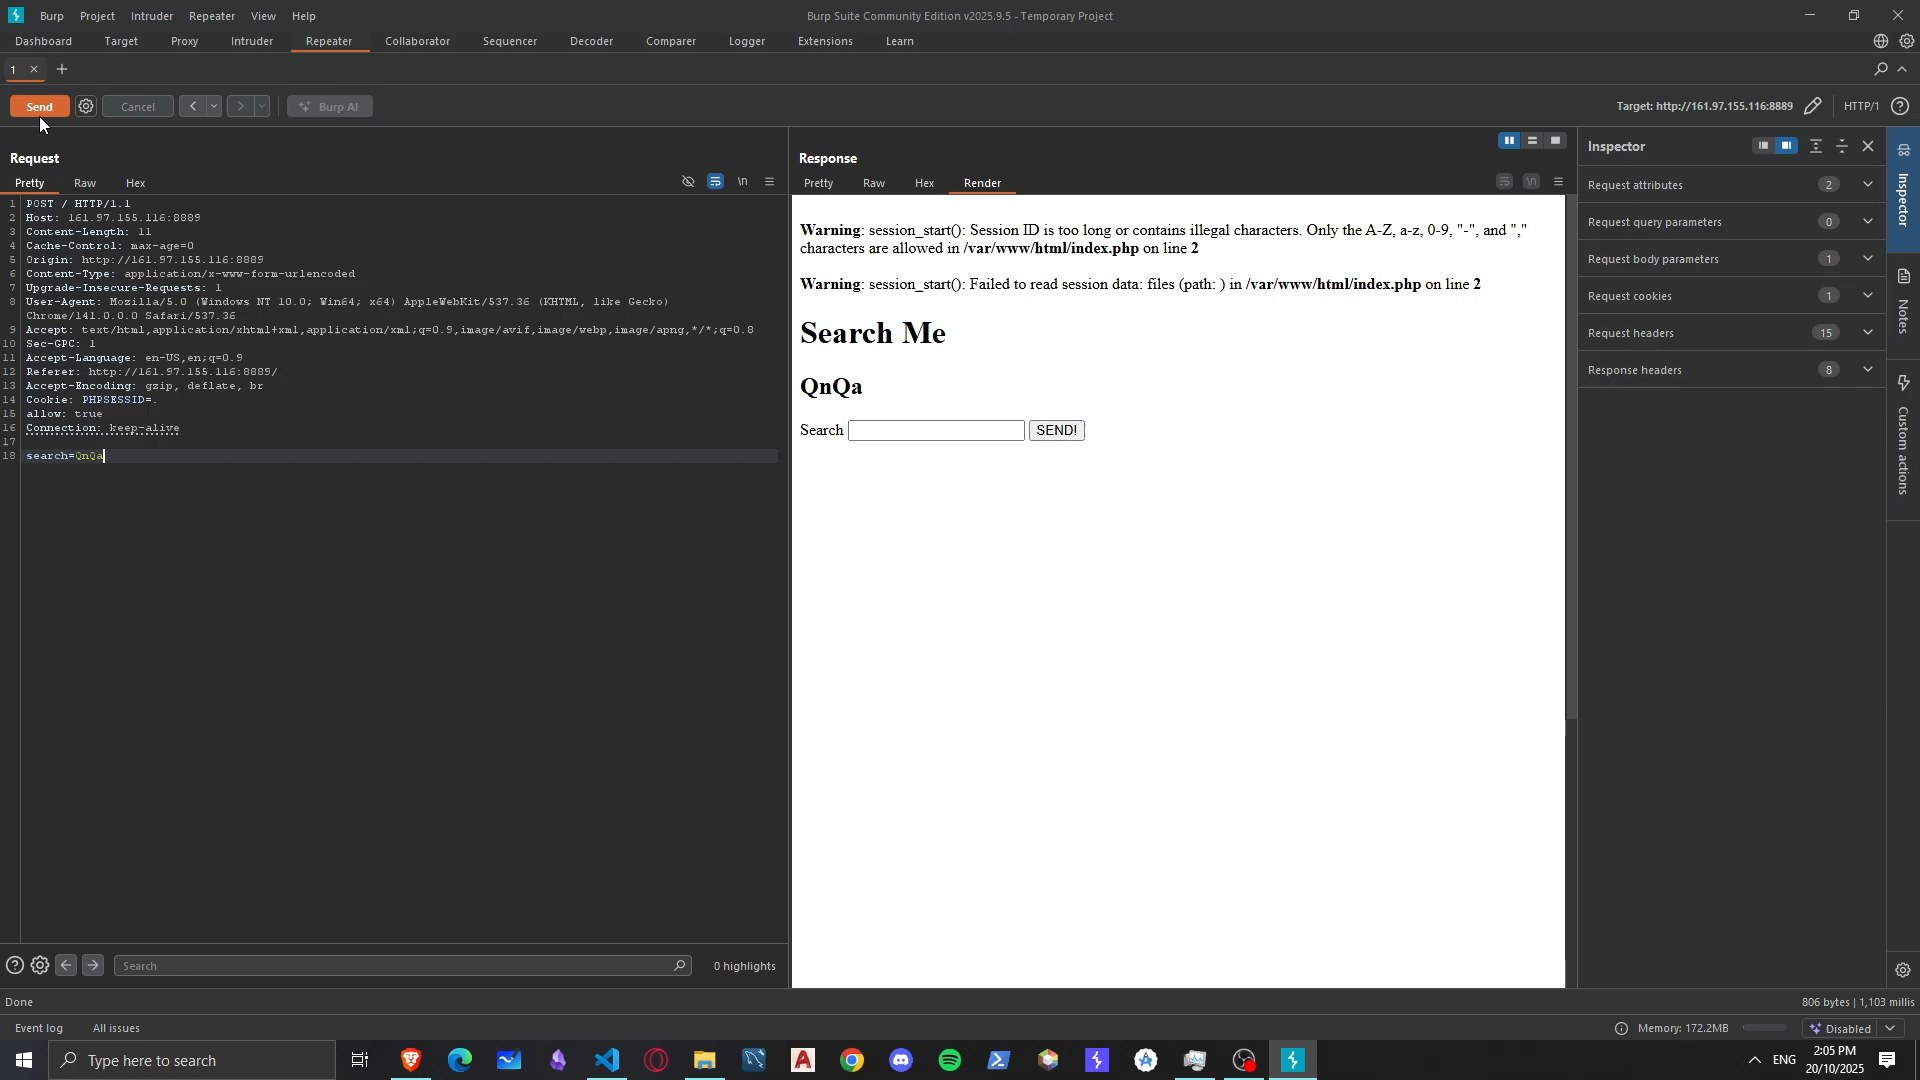 Burp Project Intruder Repeater View Help
Burp Suite Community Edition v2025.9.5 - Temporary Project
Dashboard Target Proxy Intruder Repeater Collaborator Sequencer Decoder Comparer Logger Extensions Learn
1 × +
Send Cancel < > Burp AI
Target: http://161.97.155.116:8889 HTTP/1 ?
Request
Pretty Raw Hex \n
1 POST / HTTP/1.1
2 Host: 161.97.155.116:8889
3 Content-Length: 11
4 Cache-Control: max-age=0
5 Origin: http://161.97.155.116:8889
6 Content-Type: application/x-www-form-urlencoded
7 Upgrade-Insecure-Requests: 1
8 User-Agent: Mozilla/5.0 (Windows NT 10.0; Win64; x64) AppleWebKit/537.36 (KHTML, like Gecko)
Chrome/141.0.0.0 Safari/537.36
9 Accept: text/html,application/xhtml+xml,application/xml;q=0.9,image/avif,image/webp,image/apng,*/*;q=0.8
10 Sec-GPC: 1
11 Accept-Language: en-US,en;q=0.9
12 Referer: http://161.97.155.116:8889/
13 Accept-Encoding: gzip, deflate, br
14 Cookie: PHPSESSID=.
15 allow: true
16 Connection: keep-alive
17
18 search=QnQa
? Search 0 highlights
Response
Pretty Raw Hex Render \n
Warning: session_start(): Session ID is too long or contains illegal characters. Only the A-Z, a-z, 0-9, "-", and ","
characters are allowed in /var/www/html/index.php on line 2
Warning: session_start(): Failed to read session data: files (path: ) in /var/www/html/index.php on line 2
Search Me
QnQa
Search SEND!
Inspector
Request attributes 2
Request query parameters 0
Request body parameters 1
Request cookies 1
Request headers 15
Response headers 8
Inspector
Notes
Custom actions
Done
806 bytes | 1,103 millis
Event log All issues
Memory: 172.2MB
Disabled
Type here to search
ENG
2:05 PM
20/10/2025